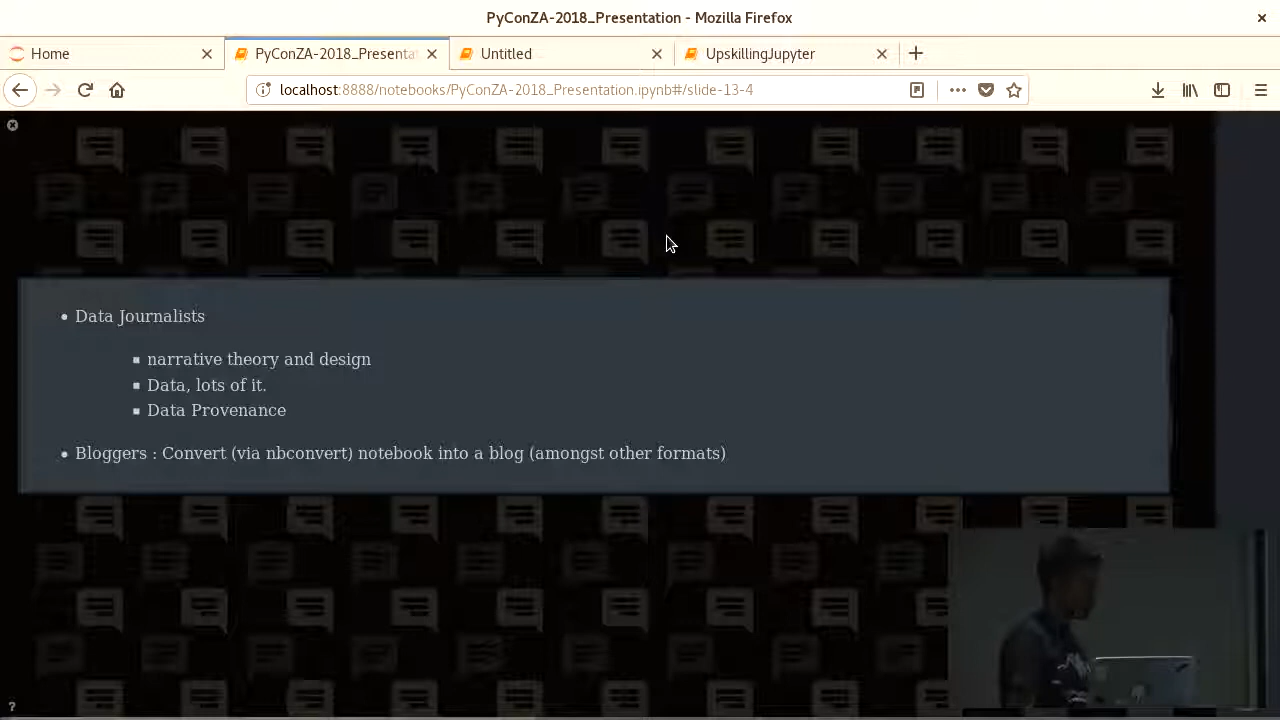 PyConZA-2018_Presentation - Mozilla Firefox
Home
PyConZA-2018_Presentat
Untitled
UpskillingJupyter
localhost:8888/notebooks/PyConZA-2018_Presentation.ipynb#/slide-13-4
Data Journalists
narrative theory and design
Data, lots of it.
Data Provenance
Bloggers : Convert (via nbconvert) notebook into a blog (amongst other formats)
?